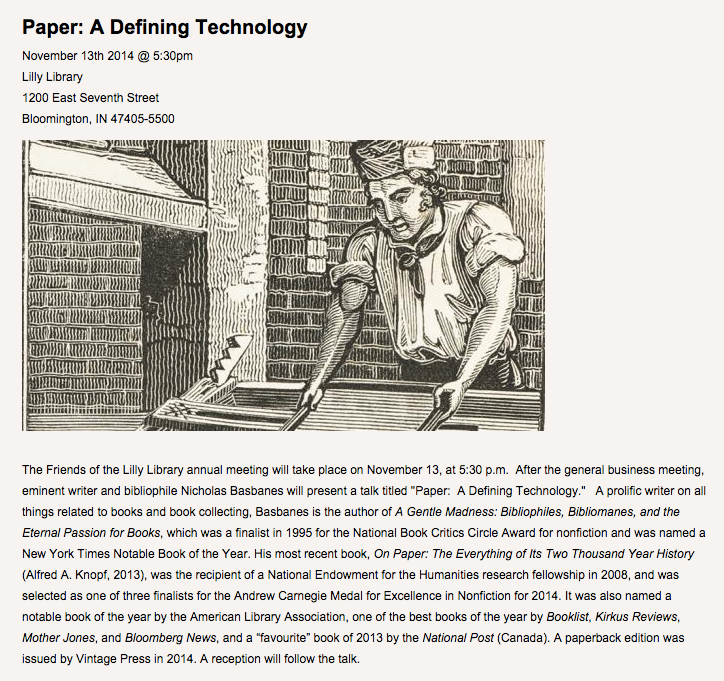 Paper: A Defining Technology
November 13th 2014 @ 5:30pm
Lilly Library
1200 East Seventh Street
Bloomington, IN 47405-5500
The Friends of the Lilly Library annual meeting will take place on November 13, at 5:30 p.m.  After the general business meeting,
eminent writer and bibliophile Nicholas Basbanes will present a talk titled "Paper:  A Defining Technology."   A prolific writer on all
things related to books and book collecting, Basbanes is the author of A Gentle Madness: Bibliophiles, Bibliomanes, and the
Eternal Passion for Books, which was a finalist in 1995 for the National Book Critics Circle Award for nonfiction and was named a
New York Times Notable Book of the Year. His most recent book, On Paper: The Everything of Its Two Thousand Year History
(Alfred A. Knopf, 2013), was the recipient of a National Endowment for the Humanities research fellowship in 2008, and was
selected as one of three finalists for the Andrew Carnegie Medal for Excellence in Nonfiction for 2014. It was also named a
notable book of the year by the American Library Association, one of the best books of the year by Booklist, Kirkus Reviews,
Mother Jones, and Bloomberg News, and a “favourite” book of 2013 by the National Post (Canada). A paperback edition was
issued by Vintage Press in 2014. A reception will follow the talk.